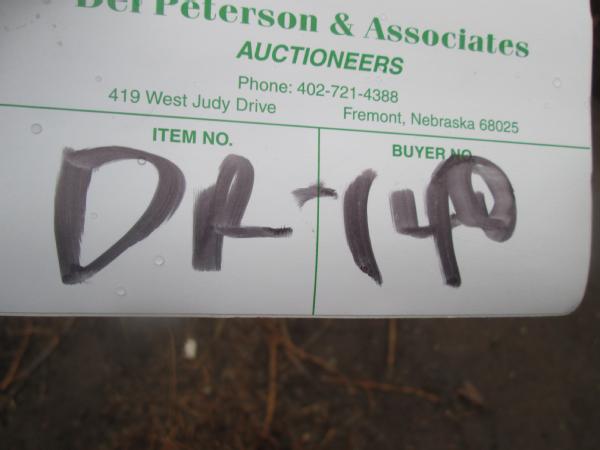 Del Peterson & Associates
AUCTIONEERS
Phone: 402-721-4388
419 West Judy Drive Fremont, Nebraska 68025
ITEM NO. BUYER NO.
DR-140